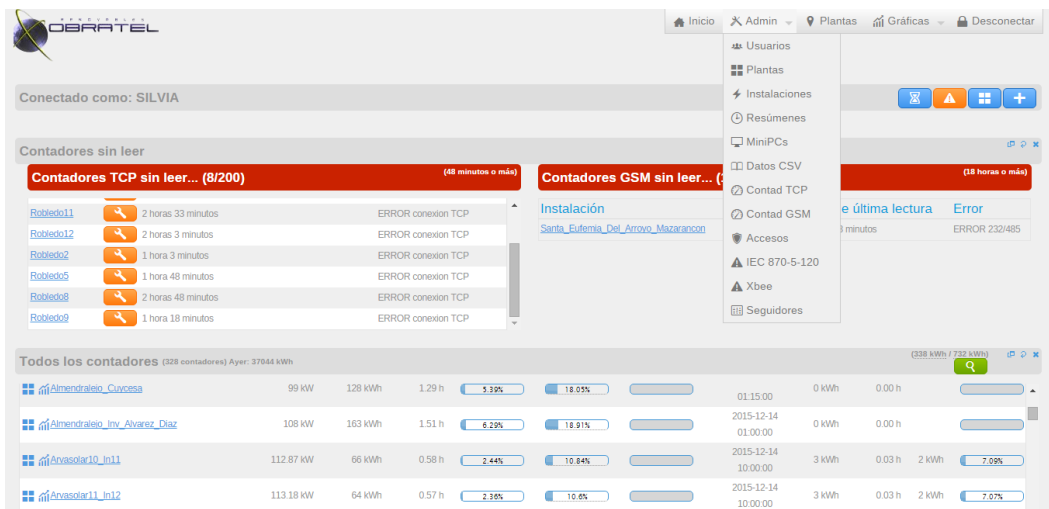 RENOVABLES
OBRATEL
Inicio Admin Plantas Gráficas Desconectar
Usuarios
Plantas
Instalaciones
Resúmenes
MiniPCs
Datos CSV
Contad TCP
Contad GSM
Accesos
IEC 870-5-120
Xbee
Seguidores
Conectado como: SILVIA
Contadores sin leer
Contadores TCP sin leer... (8/200) (48 minutos o más)
Robledo11 2 horas 33 minutos ERROR conexion TCP
Robledo12 2 horas 3 minutos ERROR conexion TCP
Robledo2 1 hora 3 minutos ERROR conexion TCP
Robledo5 1 hora 48 minutos ERROR conexion TCP
Robledo8 2 horas 48 minutos ERROR conexion TCP
Robledo9 1 hora 18 minutos ERROR conexion TCP
Contadores GSM sin leer... (18 horas o más)
Instalación última lectura Error
Santa_Eufemia_Del_Arroyo_Mazarancon minutos ERROR 232/485
Todos los contadores (328 contadores) Ayer: 37044 kWh (338 kWh / 732 kWh)
Almendralejo_Cuycesa 99 kW 128 kWh 1.29 h 5.39% 18.05% 01:15:00 0 kWh 0.00 h
Almendralejo_Inv_Alvarez_Diaz 108 kW 163 kWh 1.51 h 6.29% 18.91% 2015-12-14 01:00:00 0 kWh 0.00 h
Arvasolar10_In11 112.87 kW 66 kWh 0.58 h 2.44% 10.84% 2015-12-14 10:00:00 3 kWh 0.03 h 2 kWh 7.09%
Arvasolar11_In12 113.18 kW 64 kWh 0.57 h 2.36% 10.6% 2015-12-14 10:00:00 3 kWh 0.03 h 2 kWh 7.07%